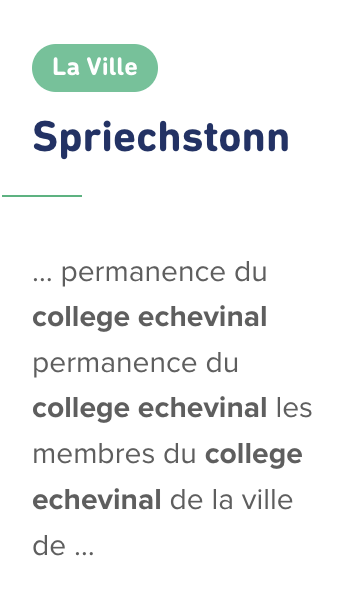 La Ville
Spriechstonn
... permanence du
college echevinal
permanence du
college echevinal les
membres du college
echevinal de la ville
de ...